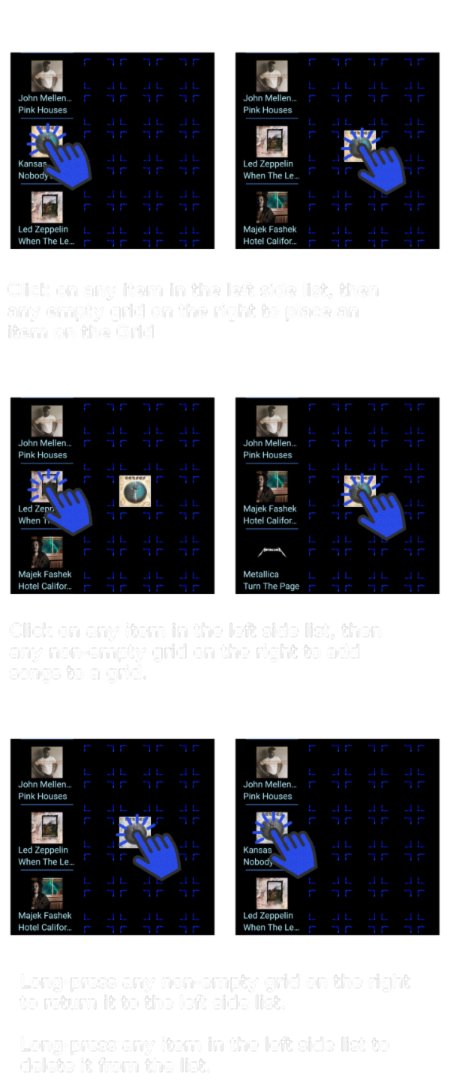 John Mellen...
Pink Houses
Kansas
Nobody
Led Zeppelin
When The Le...
John Mellen...
Pink Houses
Led Zeppelin
When The Le...
Majek Fashek
Hotel Califor...
Click on any item in the left side list, then
any empty grid on the right to place an
item on the Grid
John Mellen...
Pink Houses
Led Zepp
When T
Majek Fashek
Hotel Califor...
KANSAS
John Mellen...
Pink Houses
Majek Fashek
Hotel Califor...
METALLICA
Metallica
Turn The Page
Click on any item in the left side list, then
any non-empty grid on the right to add
songs to a grid.
John Mellen...
Pink Houses
Led Zeppelin
When The Le...
Majek Fashek
Hotel Califor...
John Mellen...
Pink Houses
Kansas
Nobody
Led Zeppelin
When The Le...
Long press any non-empty grid on the right
to return it to the left side list.
Long press any item in the left side list to
delete it from the list.